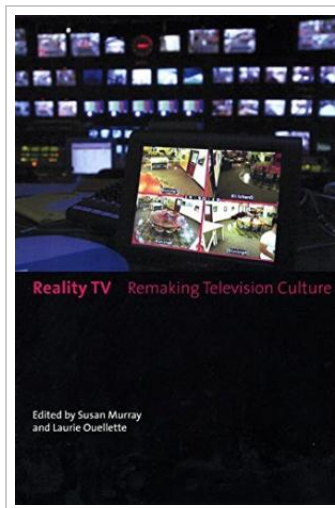 Reality TV Remaking Television Culture
Edited by Susan Murray
and Laurie Ouellette